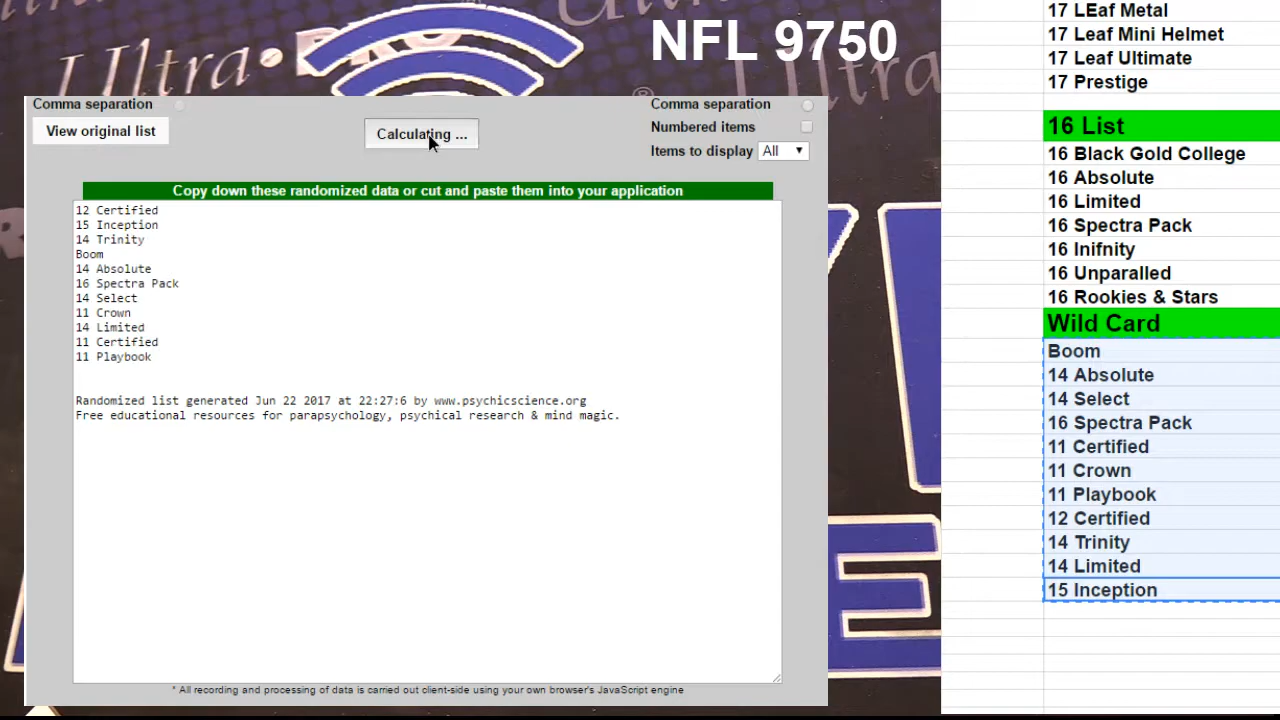 Ultra•PRO
Ultra
®
NFL 9750
Comma separation
View original list
Calculating ...
Comma separation
Numbered items
Items to display All
Copy down these randomized data or cut and paste them into your application
12 Certified
15 Inception
14 Trinity
Boom
14 Absolute
16 Spectra Pack
14 Select
11 Crown
14 Limited
11 Certified
11 Playbook
Randomized list generated Jun 22 2017 at 22:27:6 by www.psychicscience.org
Free educational resources for parapsychology, psychical research & mind magic.
* All recording and processing of data is carried out client-side using your own browser's JavaScript engine
17 LEaf Metal
17 Leaf Mini Helmet
17 Leaf Ultimate
17 Prestige
16 List
16 Black Gold College
16 Absolute
16 Limited
16 Spectra Pack
16 Inifnity
16 Unparalled
16 Rookies & Stars
Wild Card
Boom
14 Absolute
14 Select
16 Spectra Pack
11 Certified
11 Crown
11 Playbook
12 Certified
14 Trinity
14 Limited
15 Inception